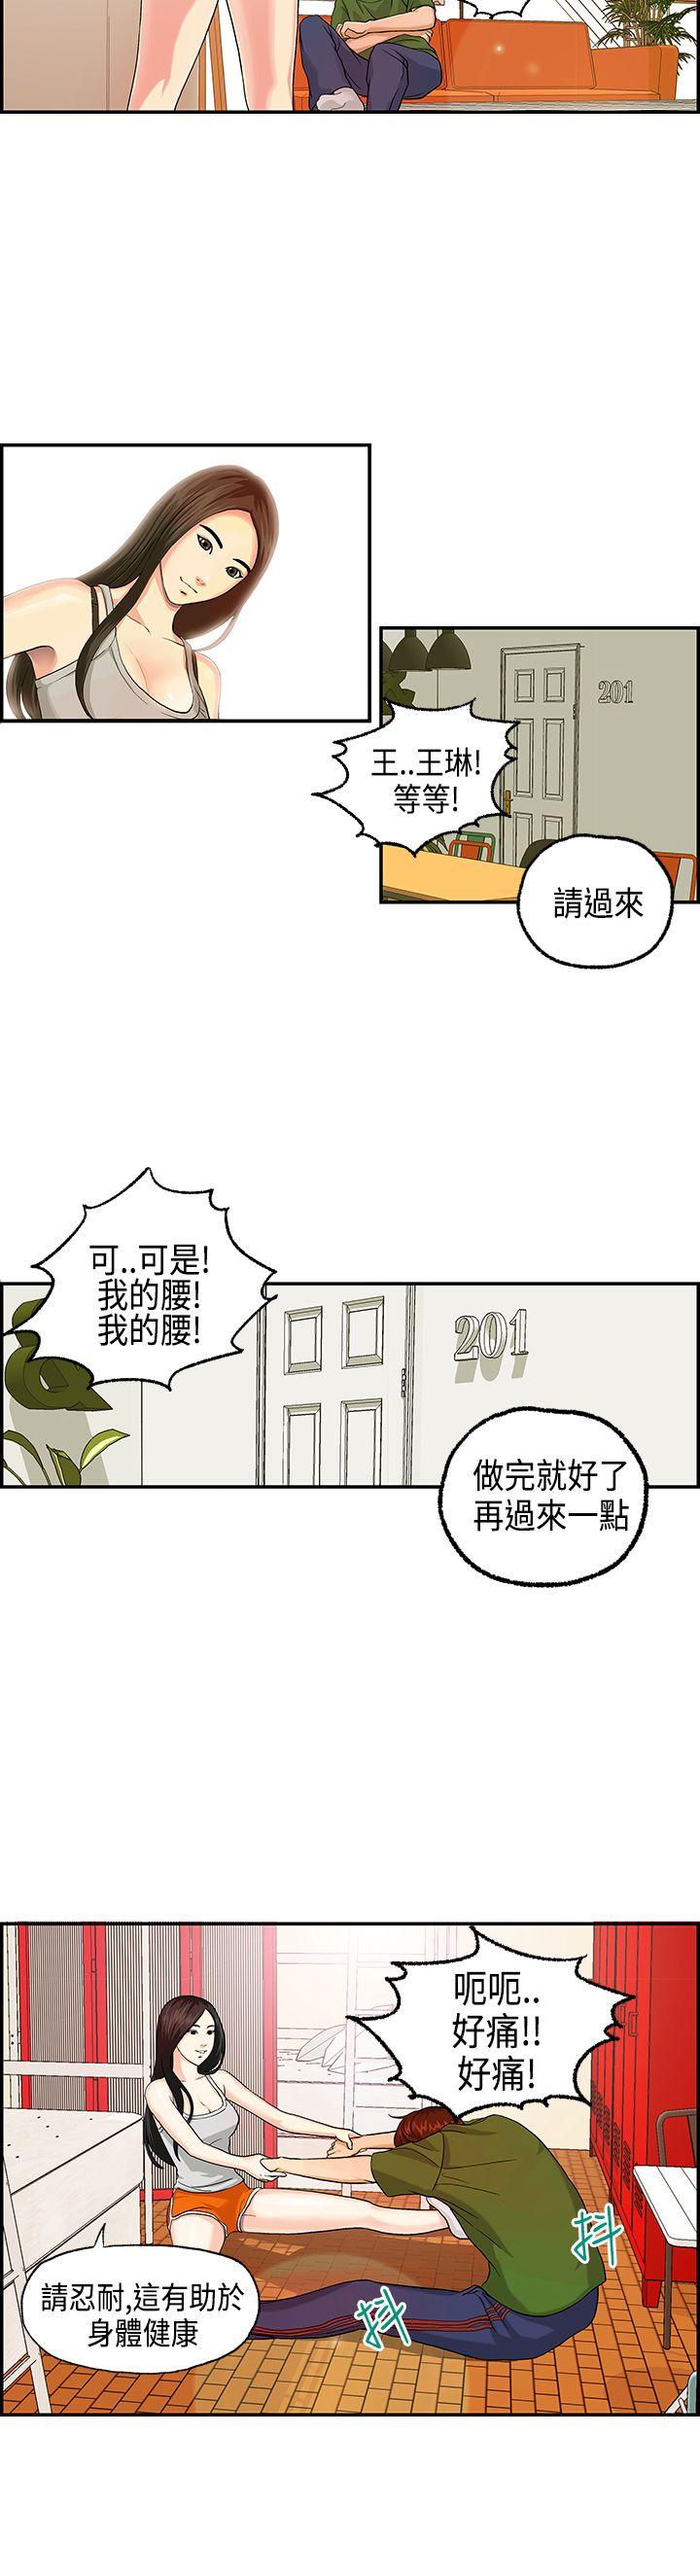 201
王..王琳!
等等!
請過來
可..可是!
我的腰!
我的腰!
201
做完就好了
再過來一點
呃呃..
好痛!!
好痛!
抖
抖
請忍耐,這有助於
身體健康